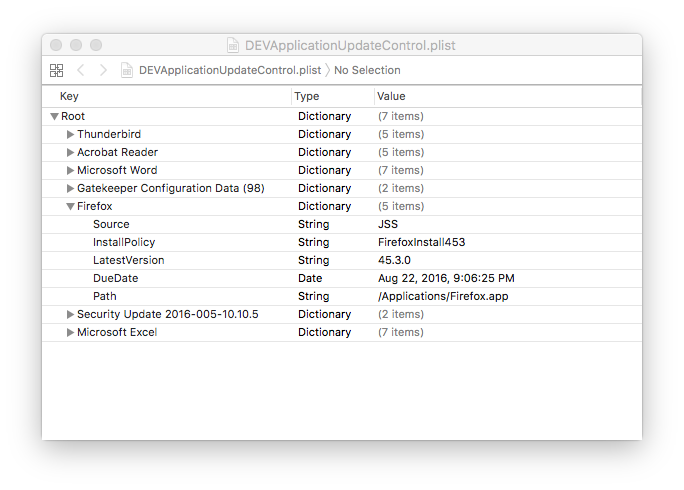 DEVApplicationUpdateControl.plist
DEVApplicationUpdateControl.plist No Selection
Key Type Value
Root Dictionary (7 items)
Thunderbird Dictionary (5 items)
Acrobat Reader Dictionary (5 items)
Microsoft Word Dictionary (7 items)
Gatekeeper Configuration Data (98) Dictionary (2 items)
Firefox Dictionary (5 items)
Source String JSS
InstallPolicy String FirefoxInstall453
LatestVersion String 45.3.0
DueDate Date Aug 22, 2016, 9:06:25 PM
Path String /Applications/Firefox.app
Security Update 2016-005-10.10.5 Dictionary (2 items)
Microsoft Excel Dictionary (7 items)